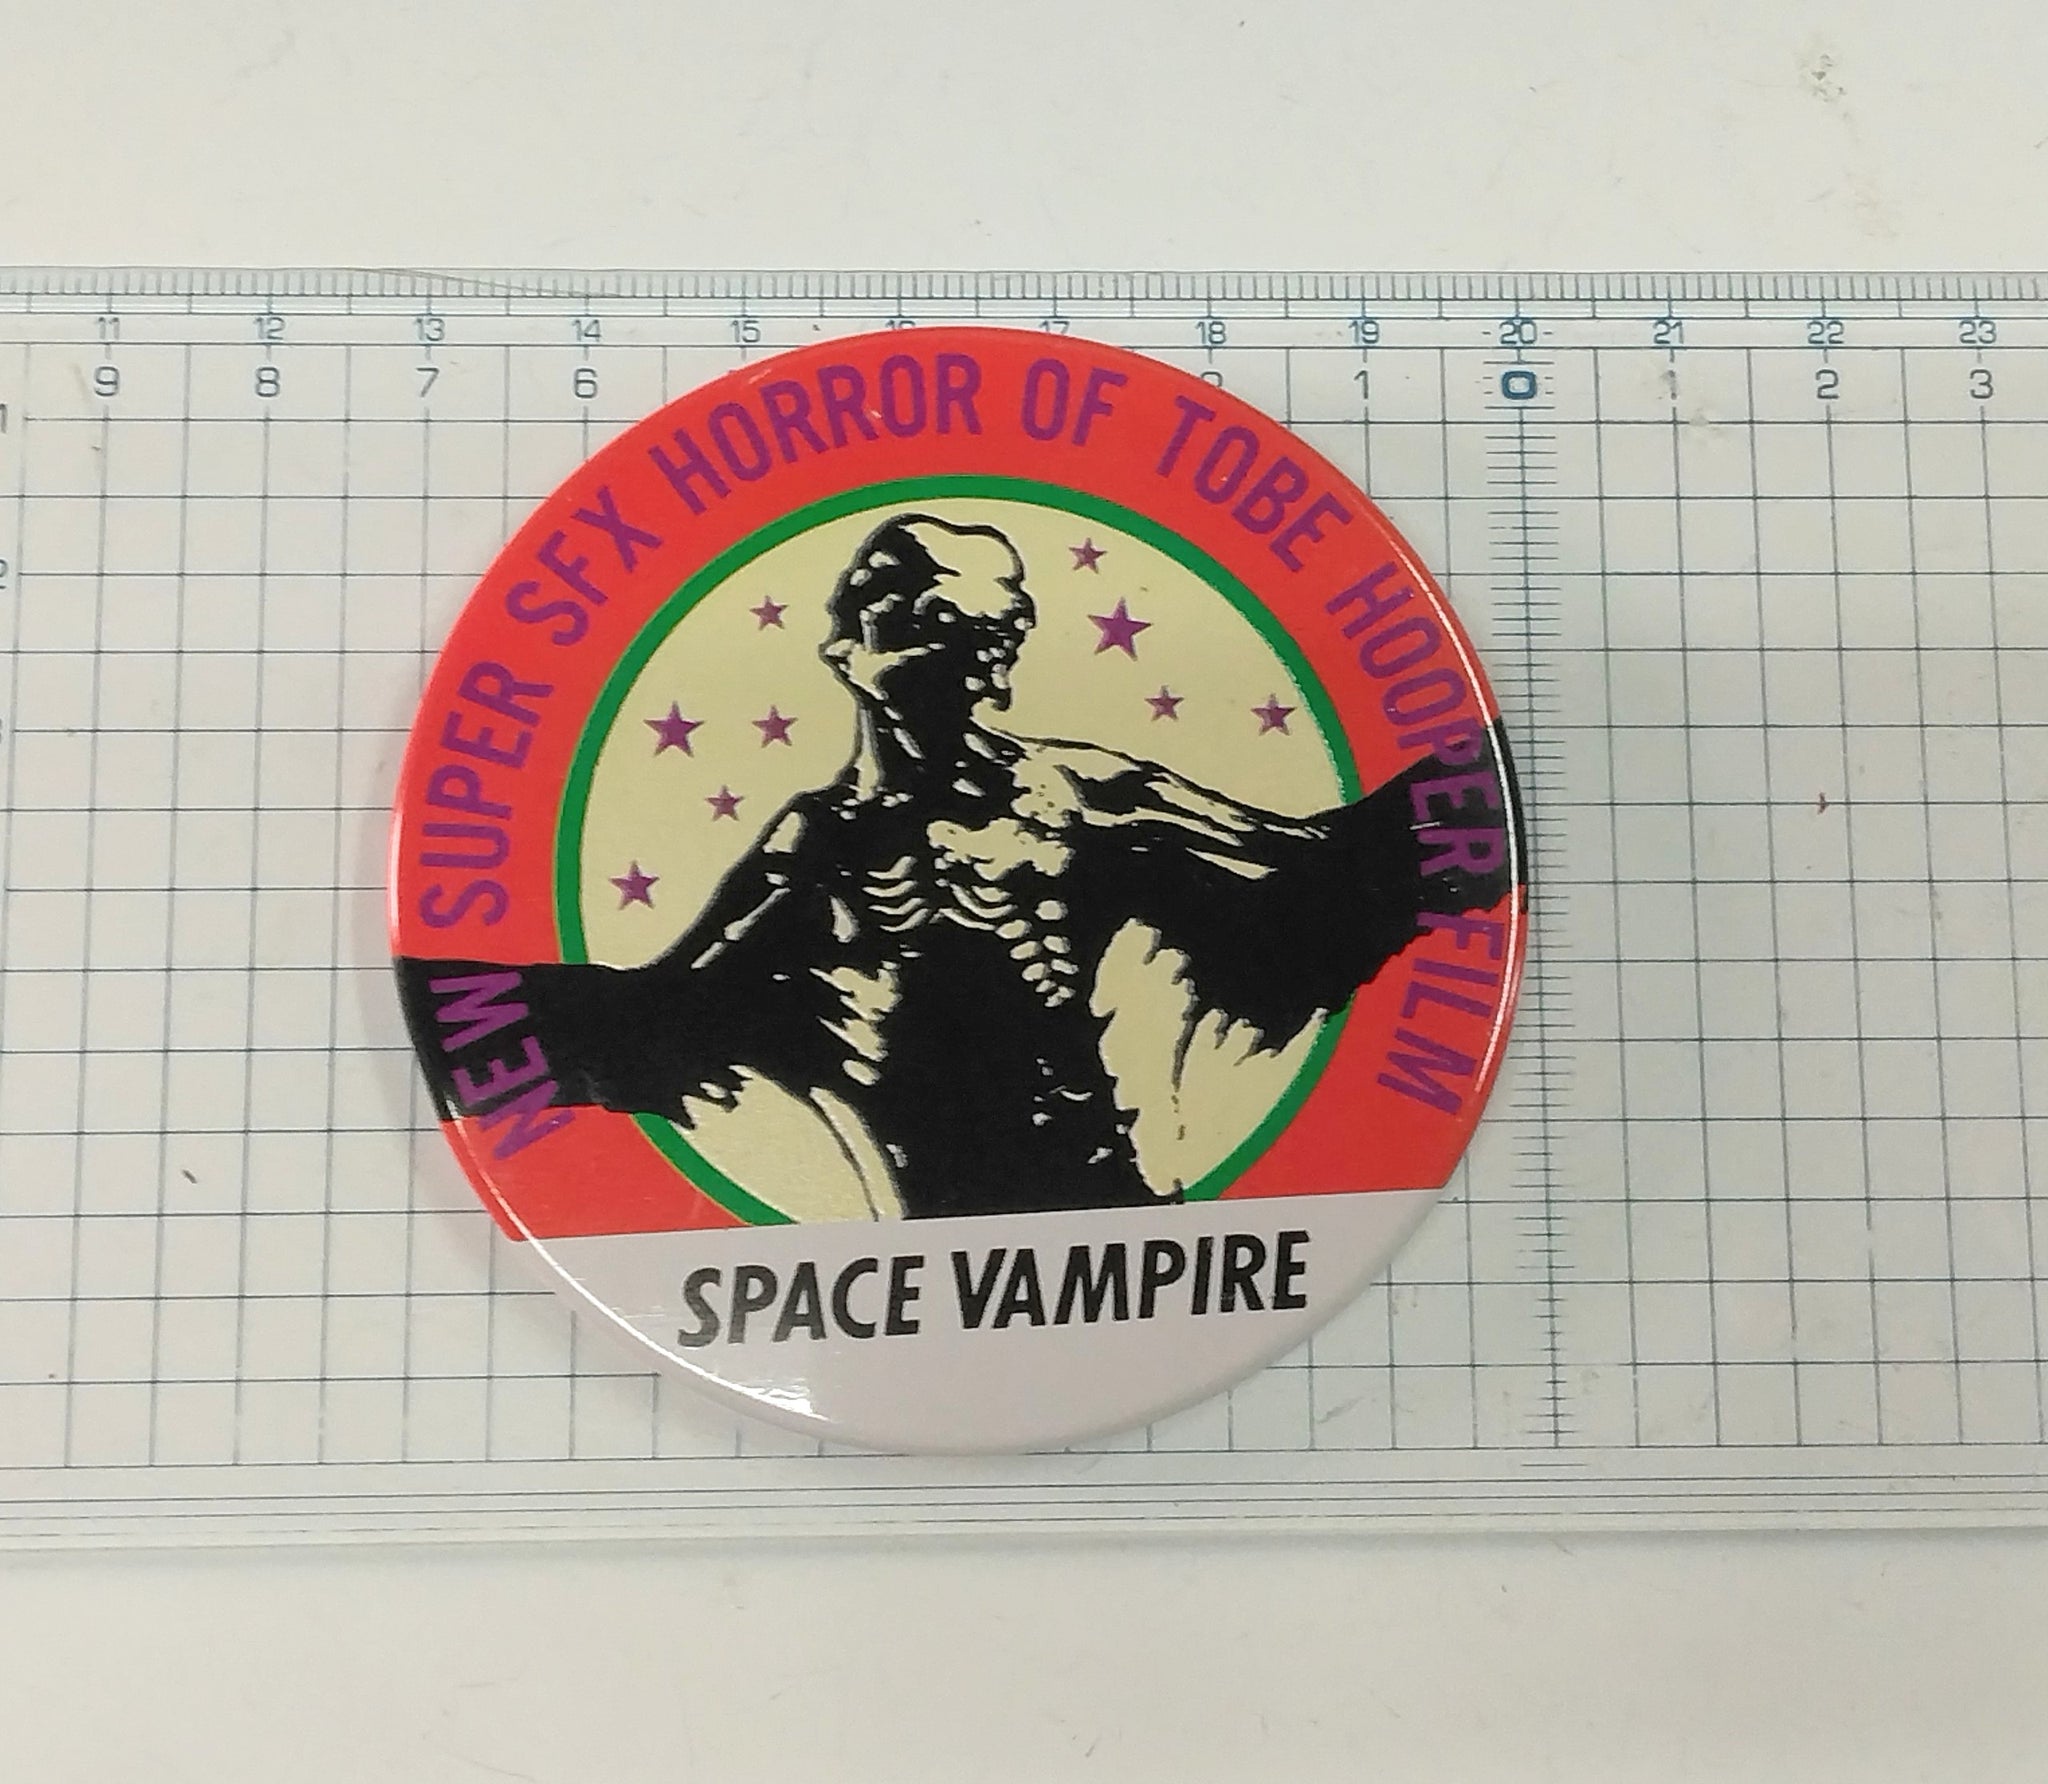 11 12 13 14 15 16 17 18 19 20 21 22 23
9 8 7 6 1 0 1 2 3
NEW SUPER SFX HORROR OF TOBE HOOPER FILM
SPACE VAMPIRE